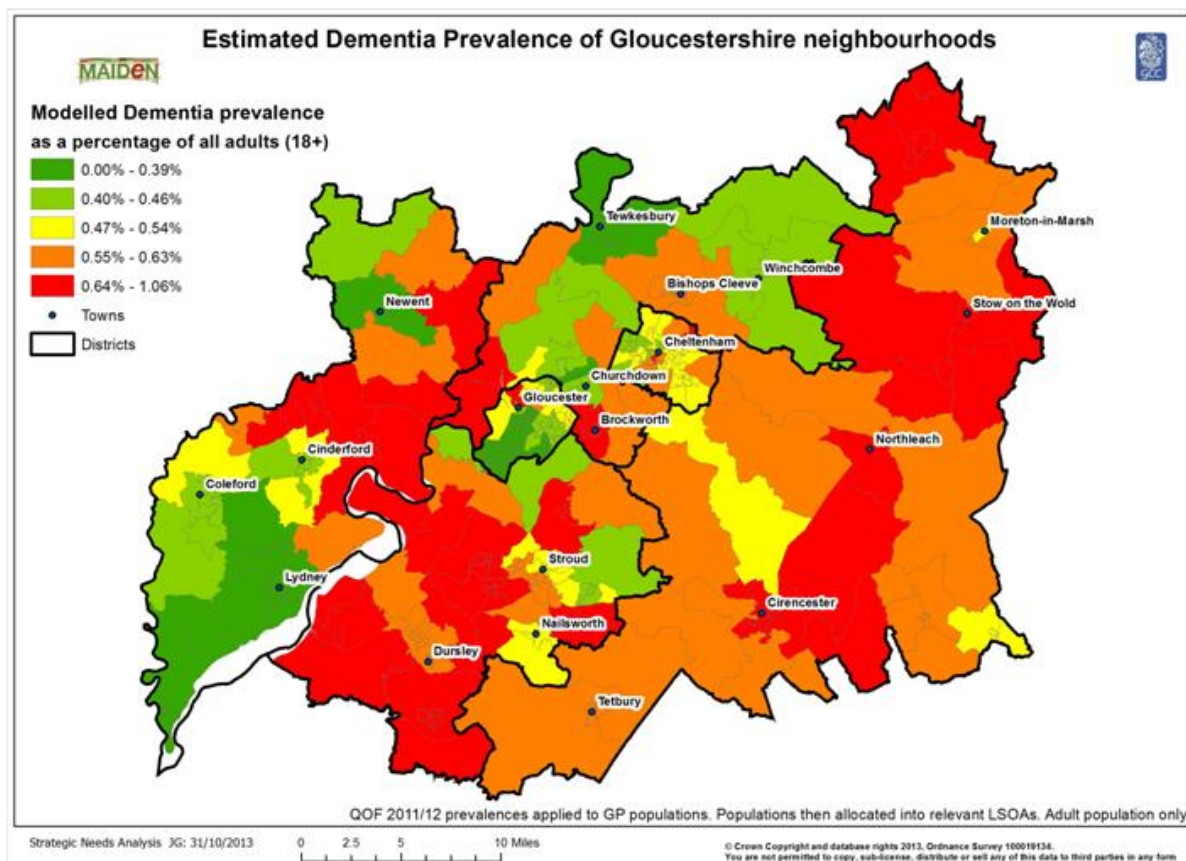 Estimated Dementia Prevalence of Gloucestershire neighbourhoods
MAIDeN
gcc
Modelled Dementia prevalence
as a percentage of all adults (18+)
0.00% - 0.39%
0.40% - 0.46%
0.47% - 0.54%
0.55% - 0.63%
0.64% - 1.06%
Towns
Districts
Tewkesbury
Moreton-in-Marsh
Winchcombe
Bishops Cleeve
Newent
Stow on the Wold
Cheltenham
Churchdown
Gloucester
Brockworth
Northleach
Cinderford
Coleford
Stroud
Lydney
Cirencester
Nailsworth
Dursley
Tetbury
QOF 2011/12 prevalences applied to GP populations. Populations then allocated into relevant LSOAs. Adult population only
Strategic Needs Analysis JG: 31/10/2013
0 5 10 Miles
© Crown Copyright and database rights 2013. Ordnance Survey 100019134.
You are not permitted to copy, sub-license, distribute or sell any of this data to third parties in any form